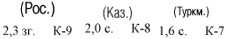 (Рос.) (Каз.) (Туркм.)
2,3 зг. К-9 2,0 с. К-8 1,6 с. К-7